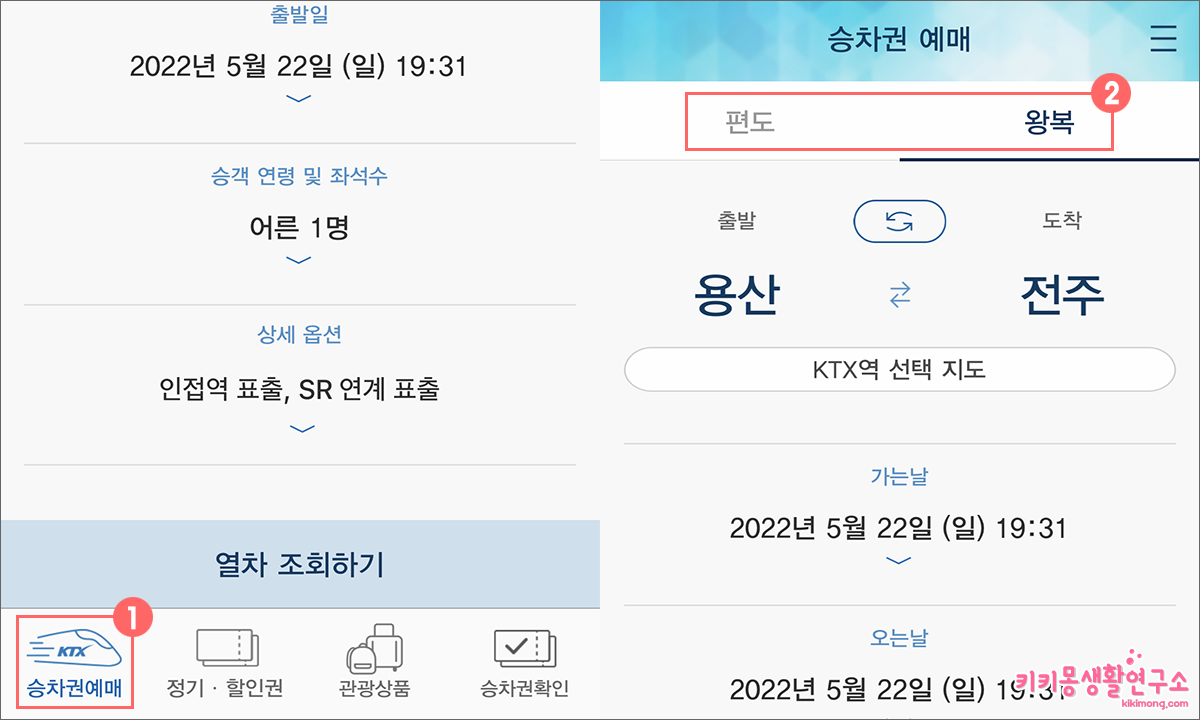 출발일
2022년 5월 22일 (일) 19:31
승객 연령 및 좌석수
어른 1명
상세 옵션
인접역 표출, SR 연계 표출
열차 조회하기
1
KTX
승차권예매
정기 · 할인권
관광상품
승차권확인
승차권 예매
2
편도
왕복
출발
도착
용산
전주
KTX역 선택 지도
가는날
2022년 5월 22일 (일) 19:31
오는날
2022년 5월 22일 (일) 19:31
키키몽생활연구소
kikimong.com